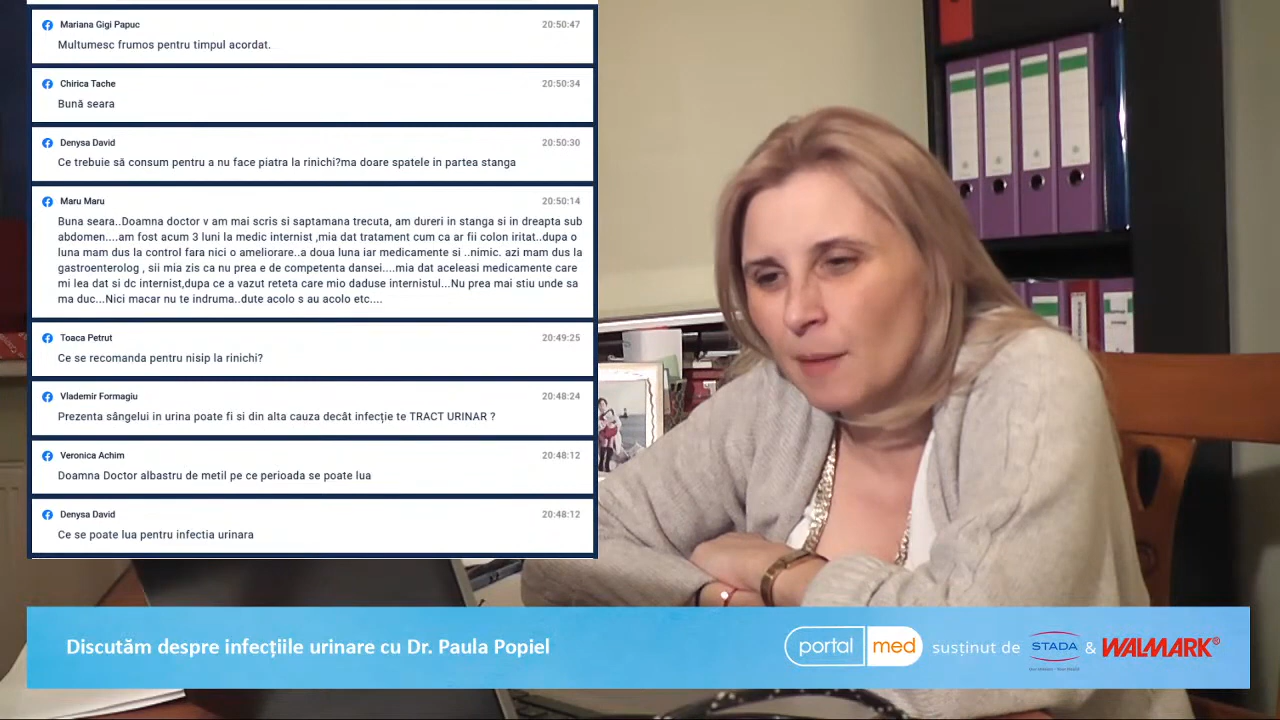 Mariana Gigi Papuc 20:50:47
Multumesc frumos pentru timpul acordat.
Chirica Tache 20:50:34
Bună seara
Denysa David 20:50:30
Ce trebuie să consum pentru a nu face piatra la rinichi?ma doare spatele in partea stanga
Maru Maru 20:50:14
Buna seara..Doamna doctor v am mai scris si saptamana trecuta, am dureri in stanga si in dreapta sub
abdomen....am fost acum 3 luni la medic internist ,mia dat tratament cum ca ar fii colon iritat..dupa o
luna mam dus la control fara nici o ameliorare..a doua luna iar medicamente si ..nimic. azi mam dus la
gastroenterolog , sii mia zis ca nu prea e de competenta dansei....mia dat aceleasi medicamente care
mi lea dat si dc internist,dupa ce a vazut reteta care mio daduse internistul...Nu prea mai stiu unde sa
ma duc...Nici macar nu te indruma..dute acolo s au acolo etc....
Toaca Petrut 20:49:25
Ce se recomanda pentru nisip la rinichi?
Vlademir Formagiu 20:48:24
Prezenta sângelui in urina poate fi si din alta cauza decât infecție te TRACT URINAR ?
Veronica Achim 20:48:12
Doamna Doctor albastru de metil pe ce perioada se poate lua
Denysa David 20:48:12
Ce se poate lua pentru infectia urinara
Discutăm despre infecțiile urinare cu Dr. Paula Popiel
portal med susținut de STADA & WALMARK®